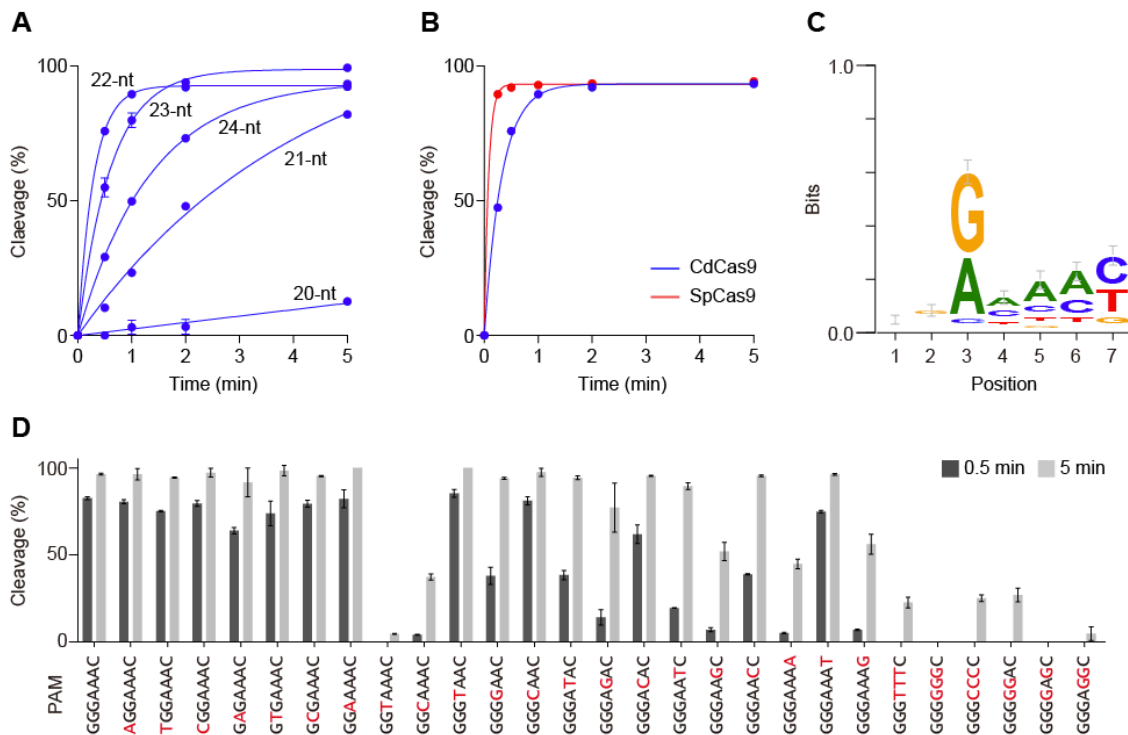 A
100
50
0
Claevage (%)
22-nt
23-nt
24-nt
21-nt
20-nt
0 1 2 3 4 5
Time (min)
B
100
50
0
Claevage (%)
CdCas9
SpCas9
0 1 2 3 4 5
Time (min)
C
1.0
0.0
Bits
G
G A C
A C T
A C T G
A C T
C T G
1 2 3 4 5 6 7
Position
D
100
50
0
Cleavage (%)
0.5 min
5 min
PAM
GGGAAAC
AGGAAAC
TGGAAAC
CGGAAAC
GAGAAAC
GTGAAAC
GCGAAAC
GGAAAAC
GGTAAAC
GGCAAAC
GGGTAAC
GGGGAAC
GGGCAAC
GGGATAC
GGGAGAC
GGGACAC
GGGAATC
GGGAAGC
GGGAACC
GGGAAAA
GGGAAAT
GGGAAAG
GGGTTTC
GGGGGGC
GGGCCCC
GGGGGAC
GGGGAGC
GGGAGGC